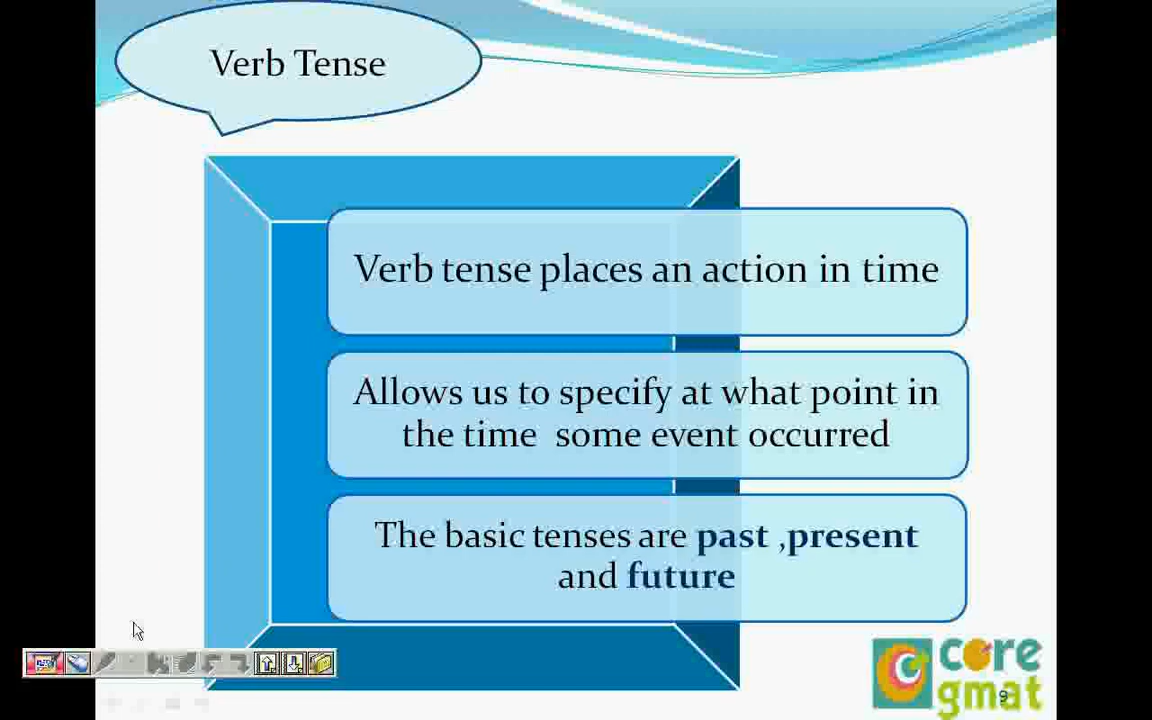 Verb Tense
Verb tense places an action in time
Allows us to specify at what point in
the time some event occurred
The basic tenses are past ,present
and future
core
gmat
9